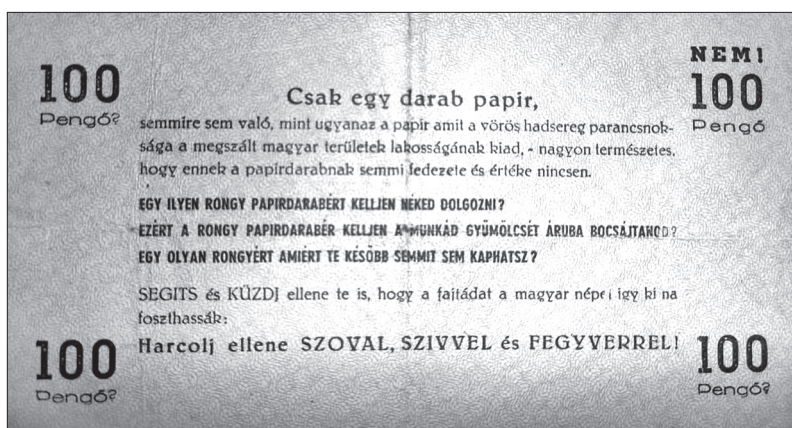 100
Pengő?
NEM!
100
Pengő
Csak egy darab papir,
semmire sem való, mint ugyanaz a papir amit a vörös hadsereg parancsnok-
sága a megszált magyar területek lakosságának kiad, - nagyon természetes,
hogy ennek a papirdarabnak semmi fedezete és értéke nincsen.
EGY ILYEN RONGY PAPIRDARABÉRT KELLJEN NÉKED DOLGOZNI?
EZÉRT A RONGY PAPIRDARABÉR KELLJEN A MUNKÁD GYÜMÖLCSÉT ÁRUBA BOCSÁJTANOD?
EGY OLYAN RONGYÉRT AMIÉRT TE KÉSŐBB SEMMIT SEM KAPHATSZ?
SEGITS és KÜZDJ ellene te is, hogy a fajtádat a magyar népet igy ki na
foszthassák:
Harcolj ellene SZOVAL, SZIVVEL és FEGYVERREL!
100
Pengő?
100
Pengő?